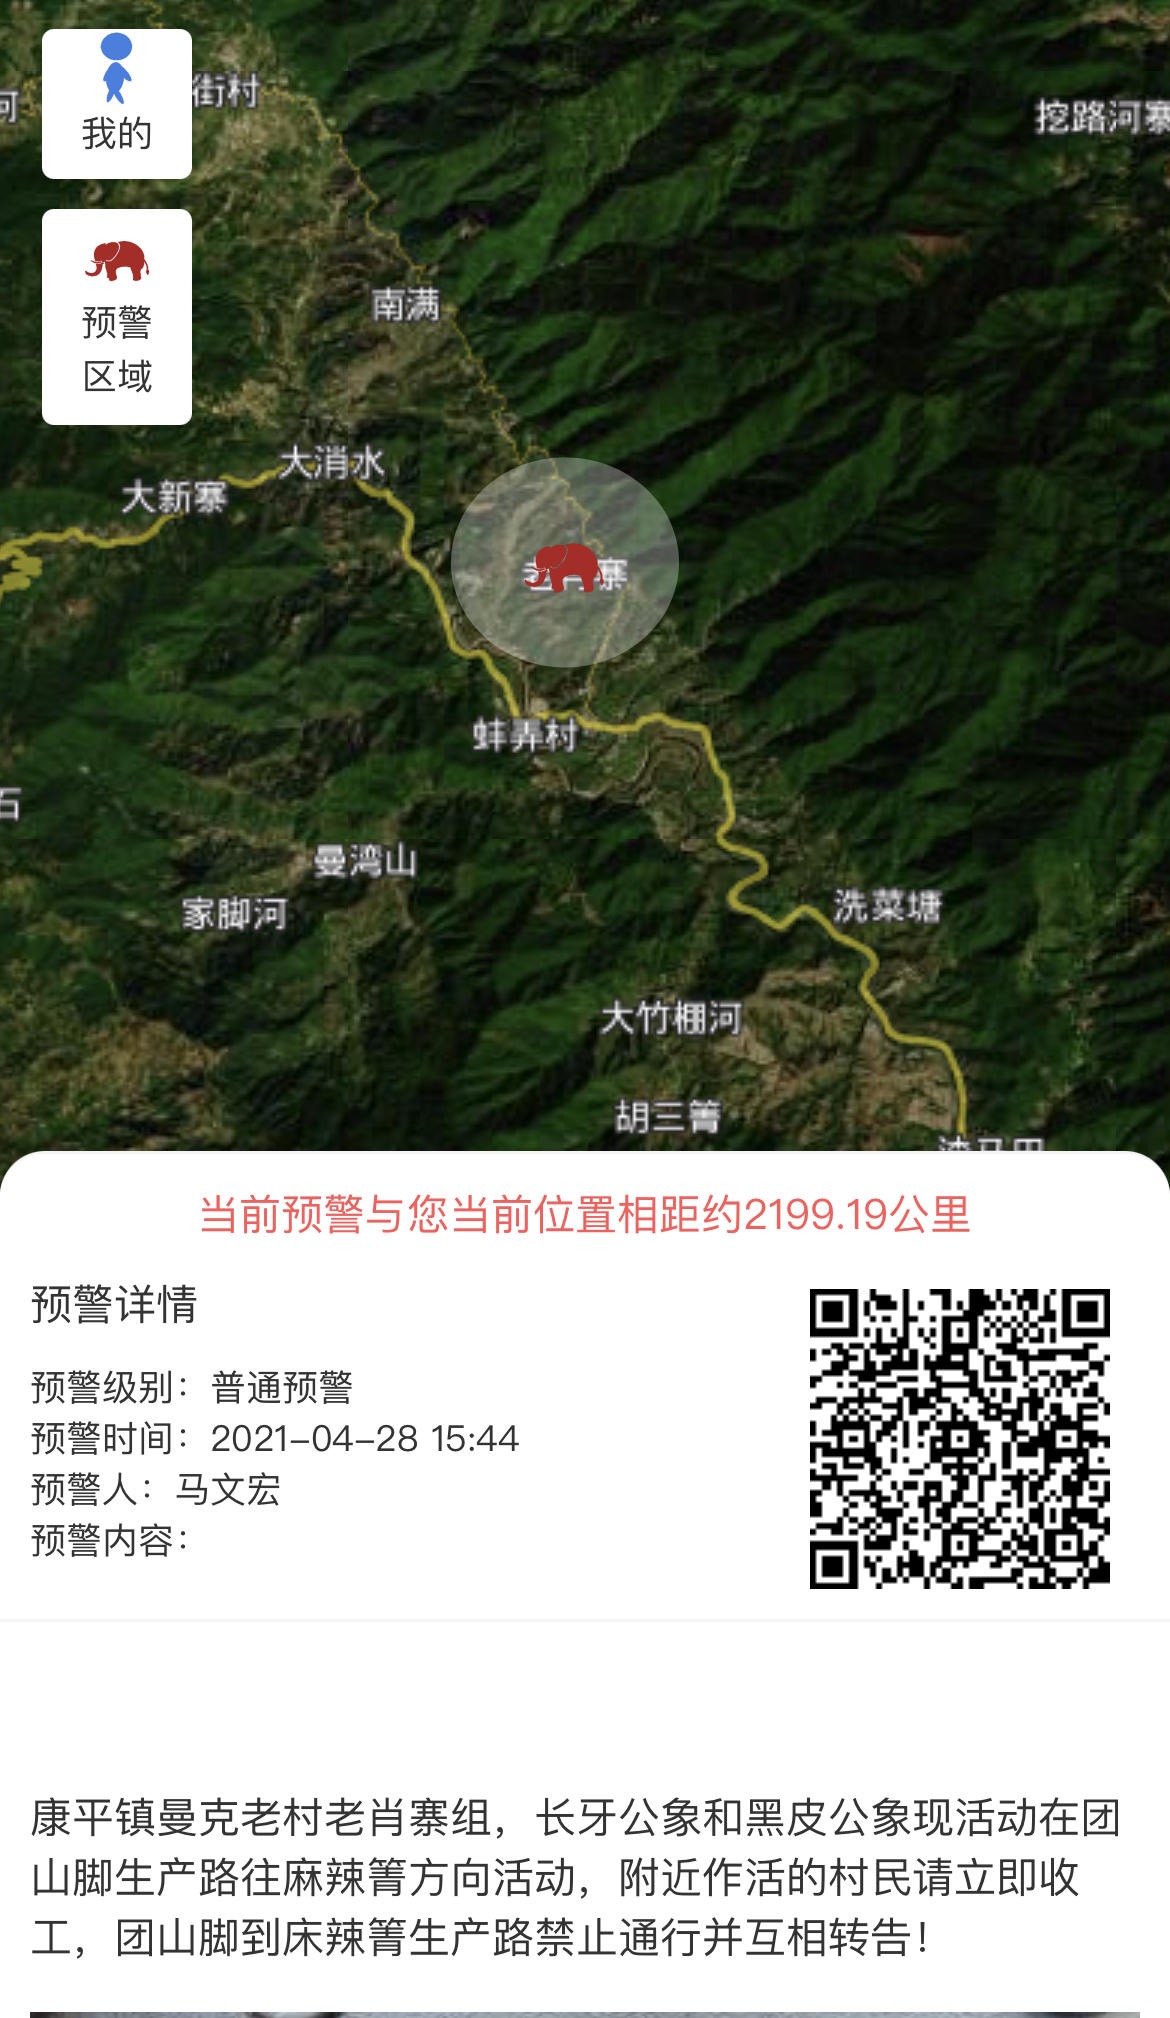 我的
街村
河
挖路河寨
预警
区域
南满
大消水
大新寨
寨
蚌弄村
石
曼湾山
家脚河
洗菜塘
大竹棚河
胡三箐
当前预警与您当前位置相距约2199.19公里
预警详情
预警级别：普通预警
预警时间：2021-04-28 15:44
预警人：马文宏
预警内容：
康平镇曼克老村老肖寨组，长牙公象和黑皮公象现活动在团
山脚生产路往麻辣箐方向活动，附近作活的村民请立即收
工，团山脚到床辣箐生产路禁止通行并互相转告！